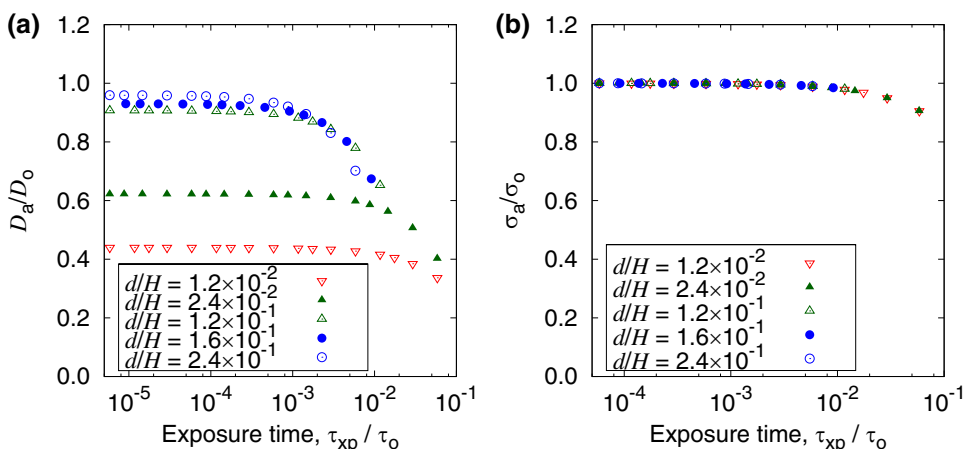 (a)
1.2
1.0
0.8
0.6
0.4
0.2
0.0
Dₐ/Dₒ
d/H = 1.2×10⁻²
d/H = 2.4×10⁻²
d/H = 1.2×10⁻¹
d/H = 1.6×10⁻¹
d/H = 2.4×10⁻¹
10⁻⁵ 10⁻⁴ 10⁻³ 10⁻² 10⁻¹
Exposure time, τₓₚ / τₒ
(b)
1.2
1.0
0.8
0.6
0.4
0.2
0.0
σₐ/σₒ
d/H = 1.2×10⁻²
d/H = 2.4×10⁻²
d/H = 1.2×10⁻¹
d/H = 1.6×10⁻¹
d/H = 2.4×10⁻¹
10⁻⁴ 10⁻³ 10⁻² 10⁻¹
Exposure time, τₓₚ / τₒ